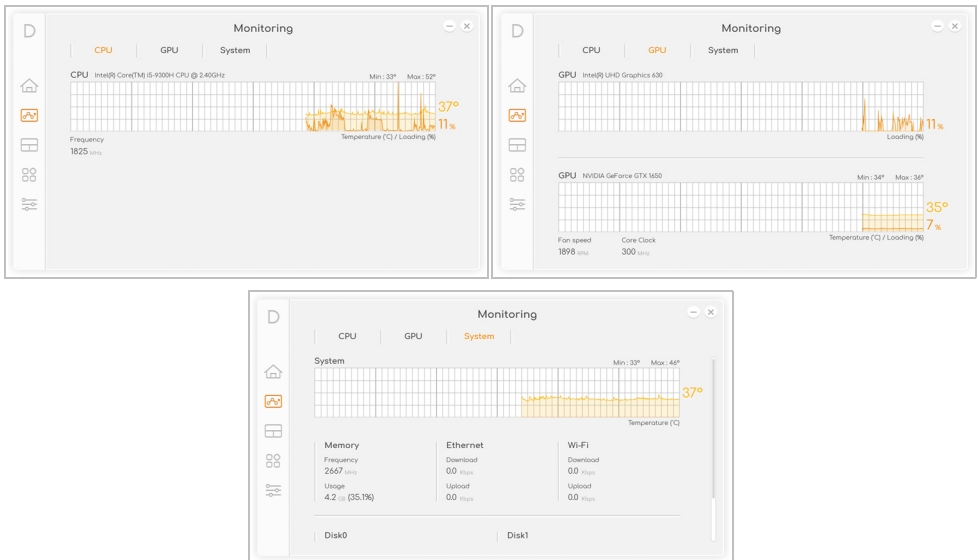 D
Monitoring
CPU GPU System
CPU Intel(R) Core(TM) i5-9300H CPU @ 2.40GHz Min : 33° Max : 52°
37°
11 %
Temperature (°C) / Loading (%)
Frequency
1825 MHz
D
Monitoring
CPU GPU System
GPU Intel(R) UHD Graphics 630
11 %
Loading (%)
GPU NVIDIA GeForce GTX 1650 Min : 34° Max : 36°
35°
7 %
Temperature (°C) / Loading (%)
Fan speed Core Clock
1898 RPM 300 MHz
D
Monitoring
CPU GPU System
System Min : 33° Max : 46°
37°
Temperature (°C)
Memory Ethernet Wi-Fi
Frequency Download Download
2667 MHz 0.0 Kbps 0.0 Kbps
Usage Upload Upload
4.2 GB (35.1%) 0.0 Kbps 0.0 Kbps
Disk0 Disk1